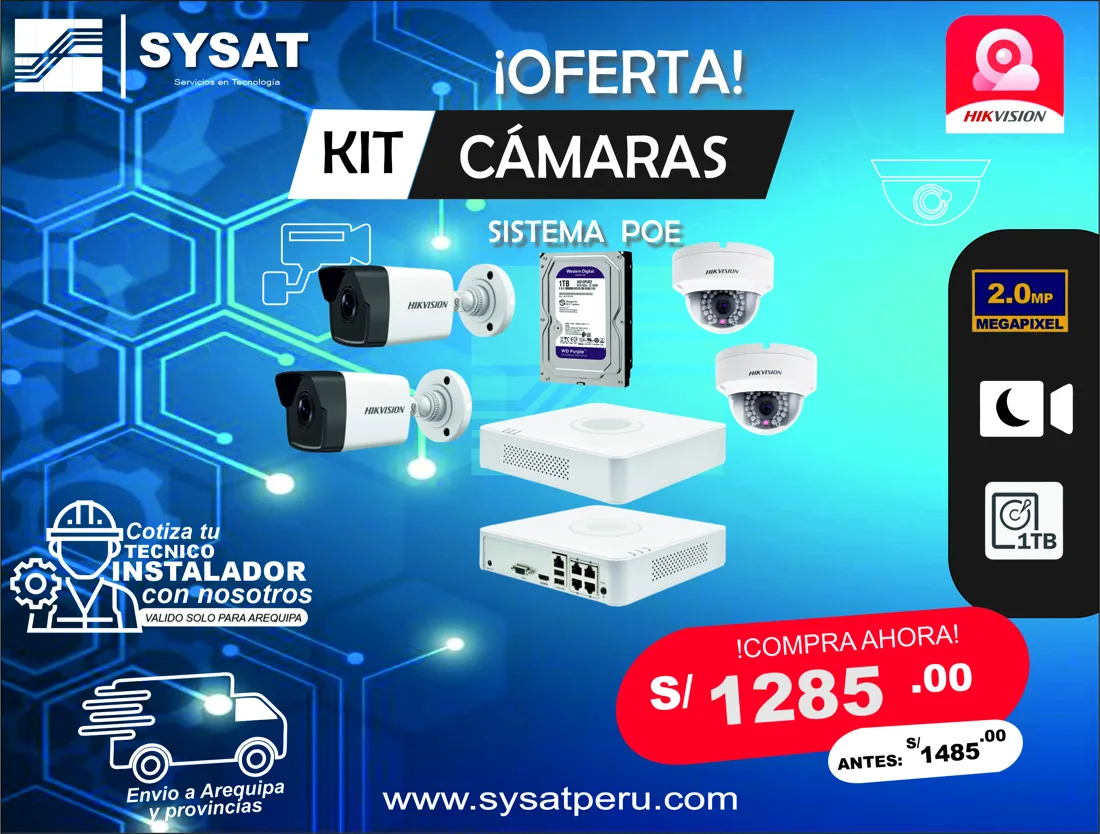 SYSAT
Servicios en Tecnología
¡OFERTA!
HIKVISION
KIT CÁMARAS
SISTEMA POE
HIKVISION
HIKVISION
Western Digital
1TB
WD Purple
HIKVISION
HIKVISION
2.0MP
MEGAPIXEL
1TB
Cotiza tu
TECNICO
INSTALADOR
con nosotros
VALIDO SOLO PARA AREQUIPA
!COMPRA AHORA!
S/ 1285 .00
ANTES: S/ 1485.00
Envio a Arequipa
y provincias
www.sysatperu.com